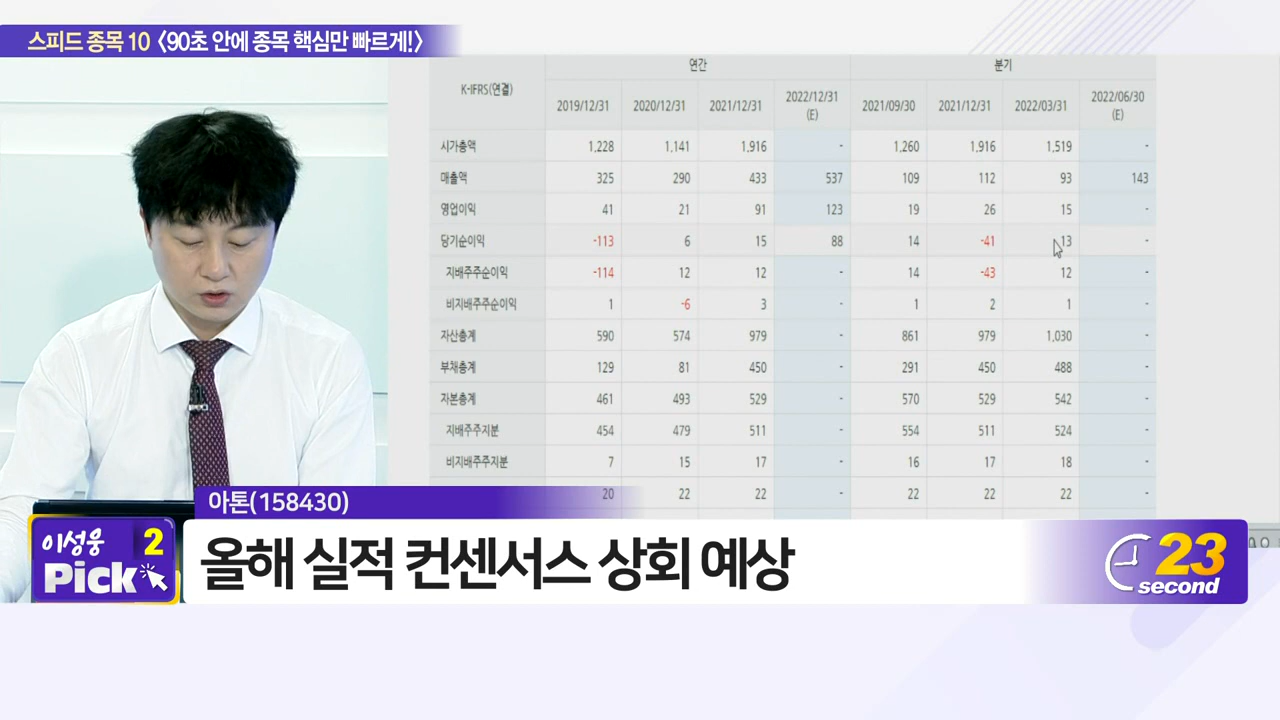 스피드 종목 10 〈90초 안에 종목 핵심만 빠르게!〉
K-IFRS(연결) 연간 분기
2019/12/31 2020/12/31 2021/12/31 2022/12/31 (E) 2021/09/30 2021/12/31 2022/03/31 2022/06/30 (E)
시가총액 1,228 1,141 1,916 - 1,260 1,916 1,519 -
매출액 325 290 433 537 109 112 93 143
영업이익 41 21 91 123 19 26 15 -
당기순이익 -113 6 15 88 14 -41 13 -
지배주주순이익 -114 12 12 - 14 -43 12 -
비지배주주순이익 1 -6 3 - 1 2 1 -
자산총계 590 574 979 - 861 979 1,030 -
부채총계 129 81 450 - 291 450 488 -
자본총계 461 493 529 - 570 529 542 -
지배주주지분 454 479 511 - 554 511 524 -
비지배주주지분 7 15 17 - 16 17 18 -
20 22 22 - 22 22 22 -
아톤(158430)
이성웅 2
Pick
올해 실적 컨센서스 상회 예상
23
second